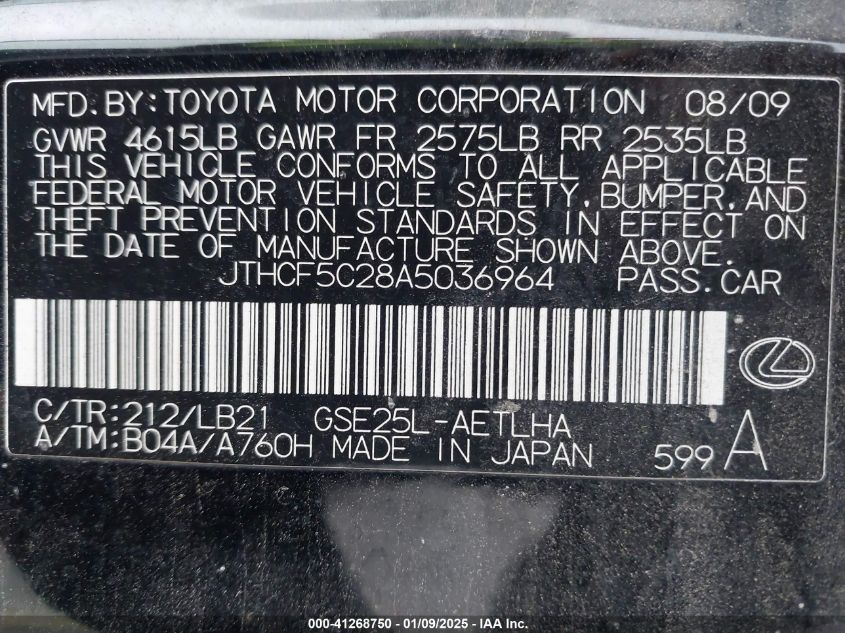 MFD.BY:TOYOTA MOTOR CORPORATION 08/09
GVWR 4615LB GAWR FR 2575LB RR 2535LB
THIS VEHICLE CONFORMS TO ALL APPLICABLE
FEDERAL MOTOR VEHICLE SAFETY,BUMPER,AND
THEFT PREVENTION STANDARDS IN EFFECT ON
THE DATE OF MANUFACTURE SHOWN ABOVE.
JTHCF5C28A5036964 PASS.CAR
C/TR:212/LB21 GSE25L-AETLHA
A/TM:B04A/A760H MADE IN JAPAN 599A
000-41268750 | 01/09/2025 - IAA Inc.